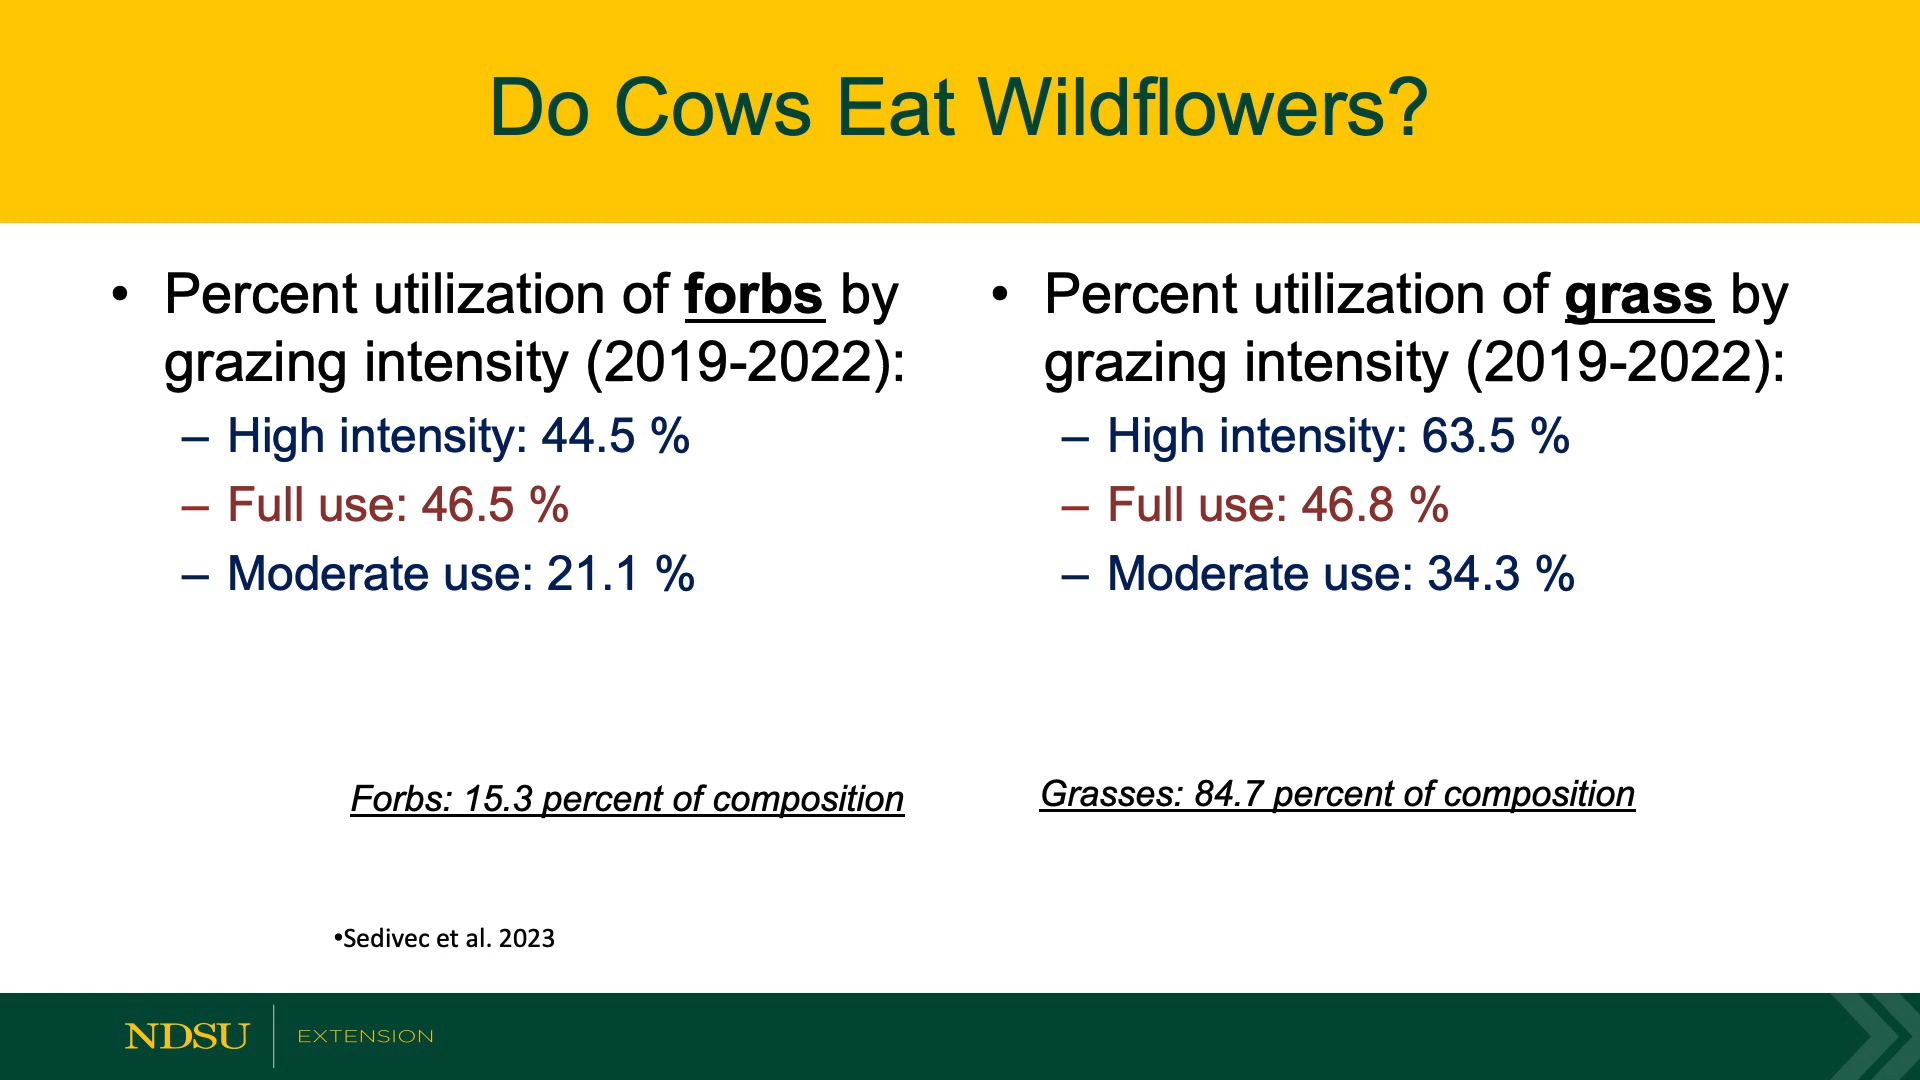 Do Cows Eat Wildflowers?
• Percent utilization of forbs by
grazing intensity (2019-2022):
– High intensity: 44.5 %
– Full use: 46.5 %
– Moderate use: 21.1 %
• Percent utilization of grass by
grazing intensity (2019-2022):
– High intensity: 63.5 %
– Full use: 46.8 %
– Moderate use: 34.3 %
Forbs: 15.3 percent of composition
Grasses: 84.7 percent of composition
•Sedivec et al. 2023
NDSU EXTENSION